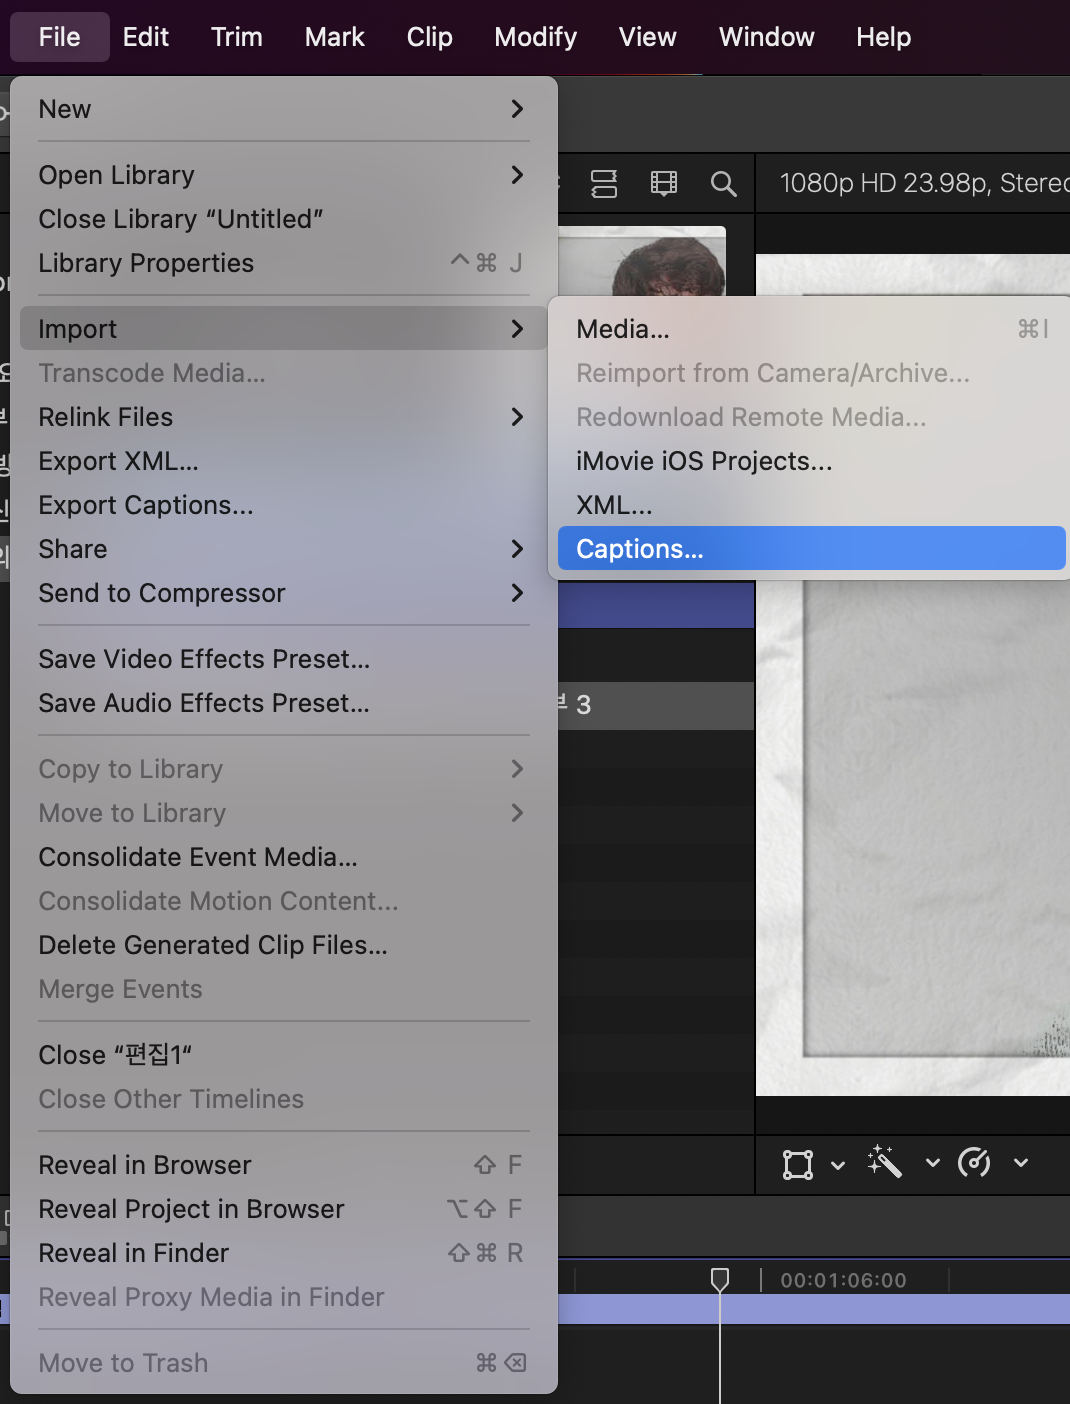 File Edit Trim Mark Clip Modify View Window Help
New
Open Library
Close Library “Untitled”
Library Properties ^⌘ J
Import
Transcode Media...
Relink Files
Export XML...
Export Captions...
Share
Send to Compressor
Save Video Effects Preset...
Save Audio Effects Preset...
Copy to Library
Move to Library
Consolidate Event Media...
Consolidate Motion Content...
Delete Generated Clip Files...
Merge Events
Close “편집1“
Close Other Timelines
Reveal in Browser ⇧ F
Reveal Project in Browser ⌥⇧ F
Reveal in Finder ⇧⌘ R
Reveal Proxy Media in Finder
Move to Trash ⌘⌫
Media... ⌘I
Reimport from Camera/Archive...
Redownload Remote Media...
iMovie iOS Projects...
XML...
Captions...
1080p HD 23.98p, Stereo
3
00:01:06:00